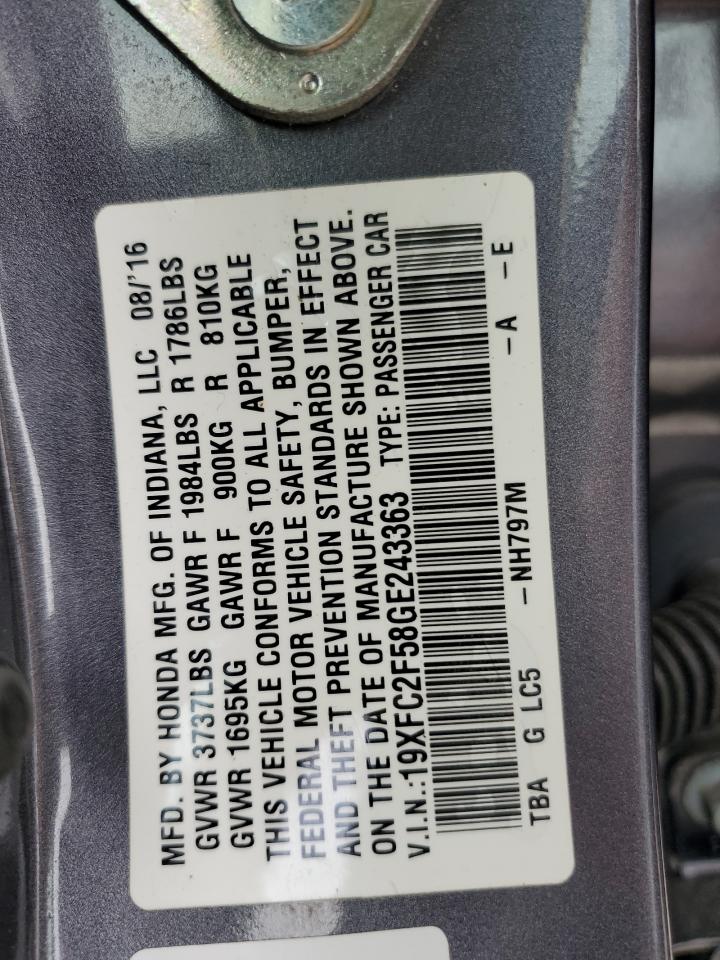 MFD. BY HONDA MFG. OF INDIANA, LLC 08/'16
GVWR 3737LBS GAWR F 1984LBS R 1786LBS
GVWR 1695KG GAWR F 900KG R 810KG
THIS VEHICLE CONFORMS TO ALL APPLICABLE
FEDERAL MOTOR VEHICLE SAFETY, BUMPER,
AND THEFT PREVENTION STANDARDS IN EFFECT
ON THE DATE OF MANUFACTURE SHOWN ABOVE.
V.I.N.:19XFC2F58GE243363 TYPE: PASSENGER CAR
TBA G LC5 -NH797M -A -E